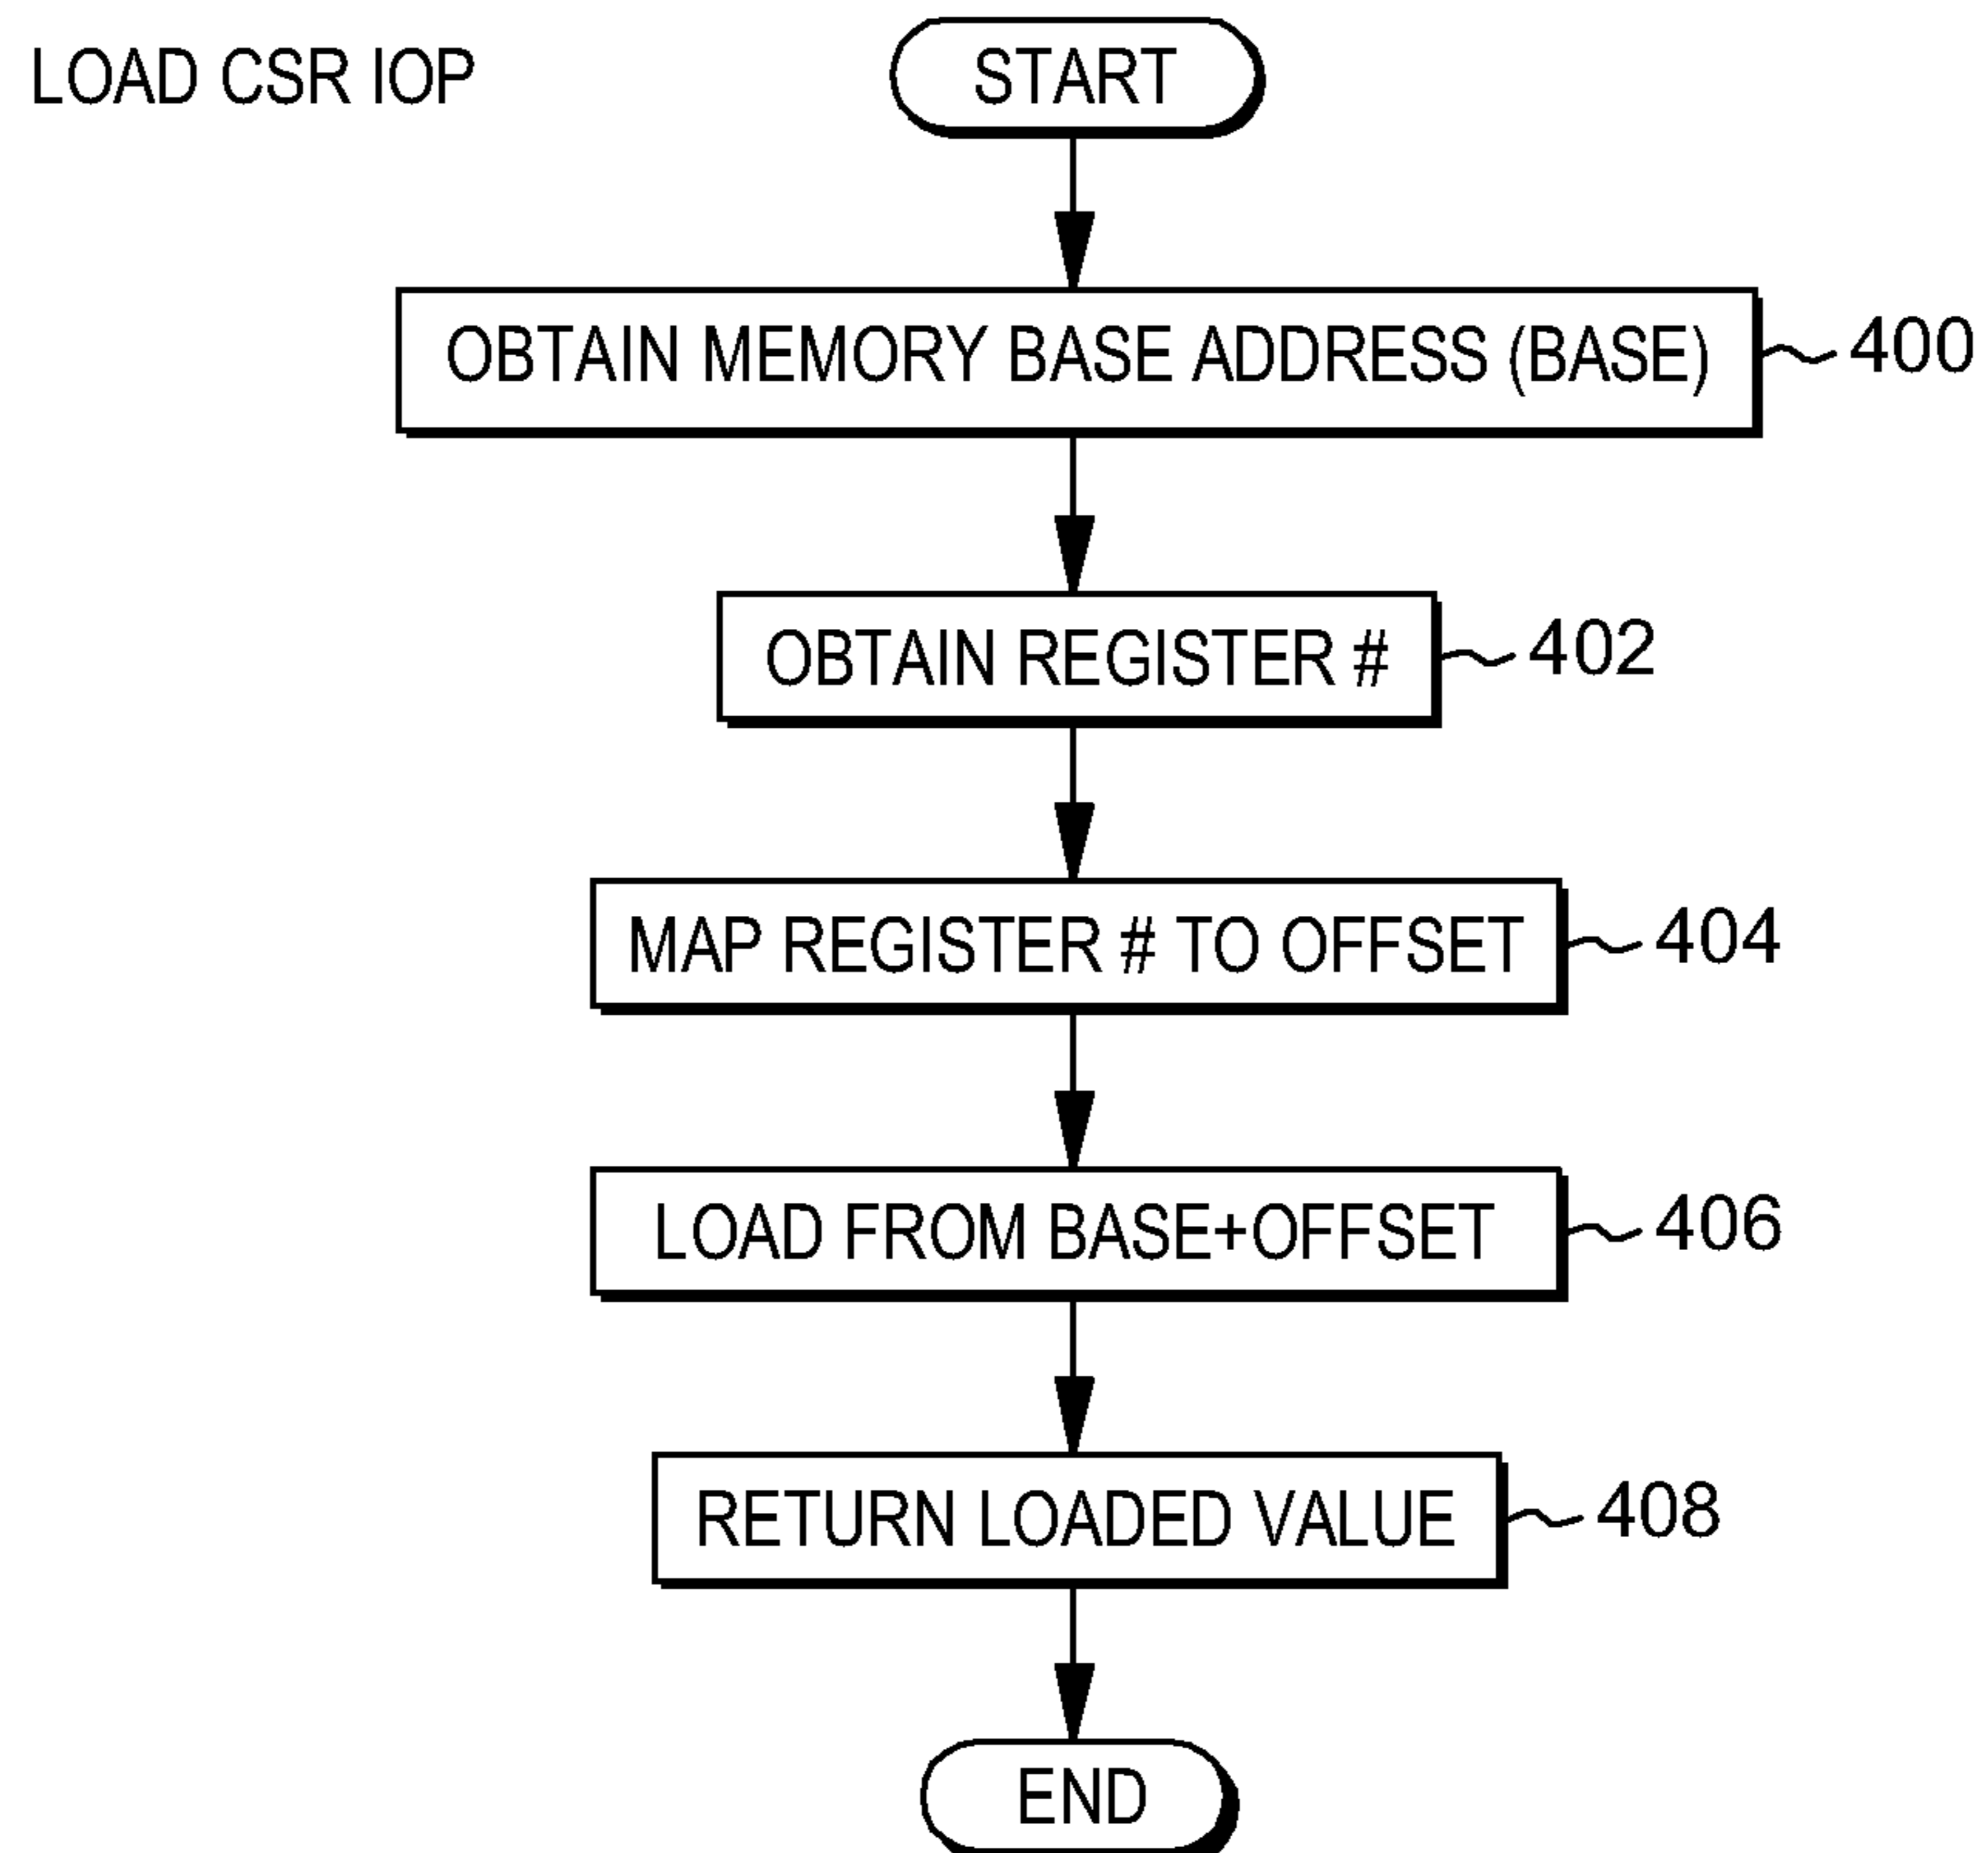 LOAD CSR IOP
START
OBTAIN MEMORY BASE ADDRESS (BASE)
400
OBTAIN REGISTER #
402
MAP REGISTER # TO OFFSET
404
LOAD FROM BASE+OFFSET
406
RETURN LOADED VALUE
408
END